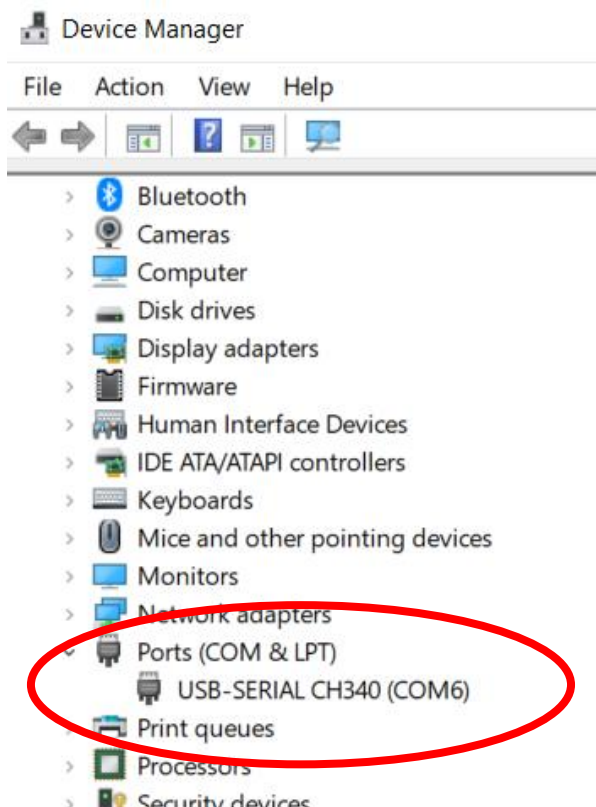 Device Manager
File Action View Help
Bluetooth
Cameras
Computer
Disk drives
Display adapters
Firmware
Human Interface Devices
IDE ATA/ATAPI controllers
Keyboards
Mice and other pointing devices
Monitors
Network adapters
Ports (COM & LPT)
USB-SERIAL CH340 (COM6)
Print queues
Processors
Security devices